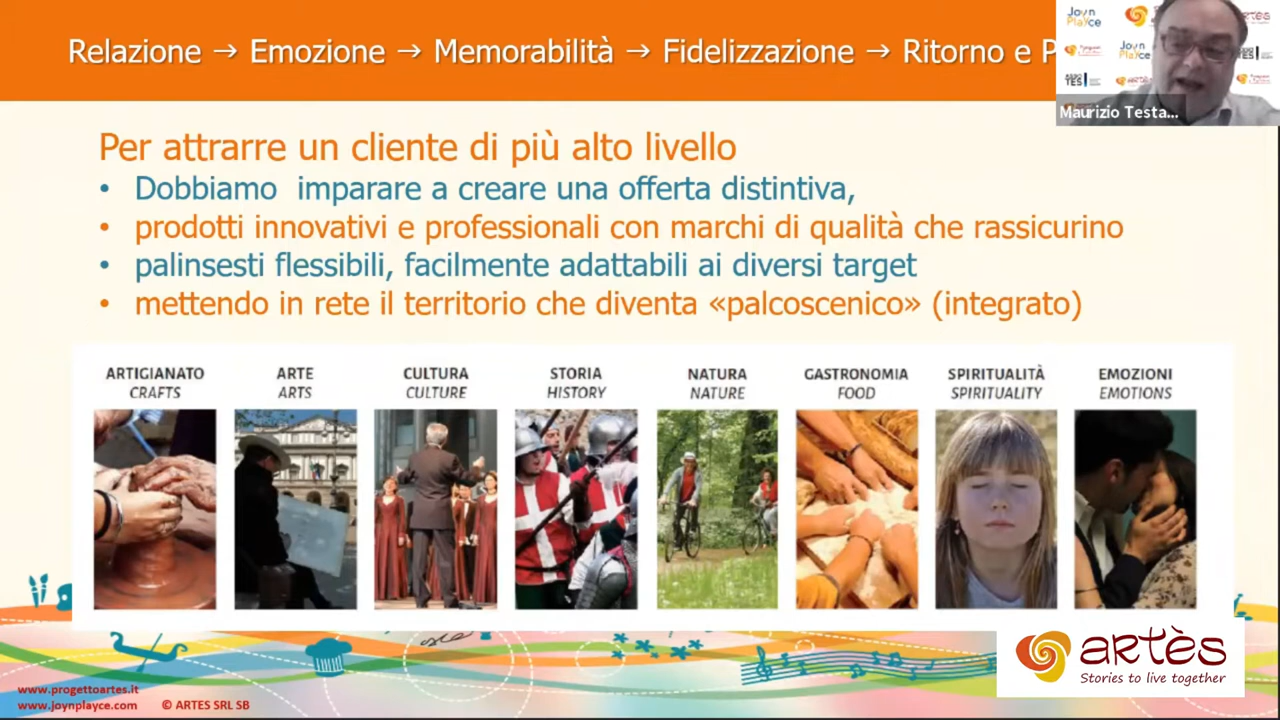 Relazione → Emozione → Memorabilità → Fidelizzazione → Ritorno e P
Joyn
Playce
Maurizio Testa...
Per attrarre un cliente di più alto livello
• Dobbiamo imparare a creare una offerta distintiva,
• prodotti innovativi e professionali con marchi di qualità che rassicurino
• palinsesti flessibili, facilmente adattabili ai diversi target
• mettendo in rete il territorio che diventa «palcoscenico» (integrato)
ARTIGIANATO
CRAFTS
ARTE
ARTS
CULTURA
CULTURE
STORIA
HISTORY
NATURA
NATURE
GASTRONOMIA
FOOD
SPIRITUALITÀ
SPIRITUALITY
EMOZIONI
EMOTIONS
artès
Stories to live together
www.progettoartes.it
www.joynplayce.com © ARTES SRL SB